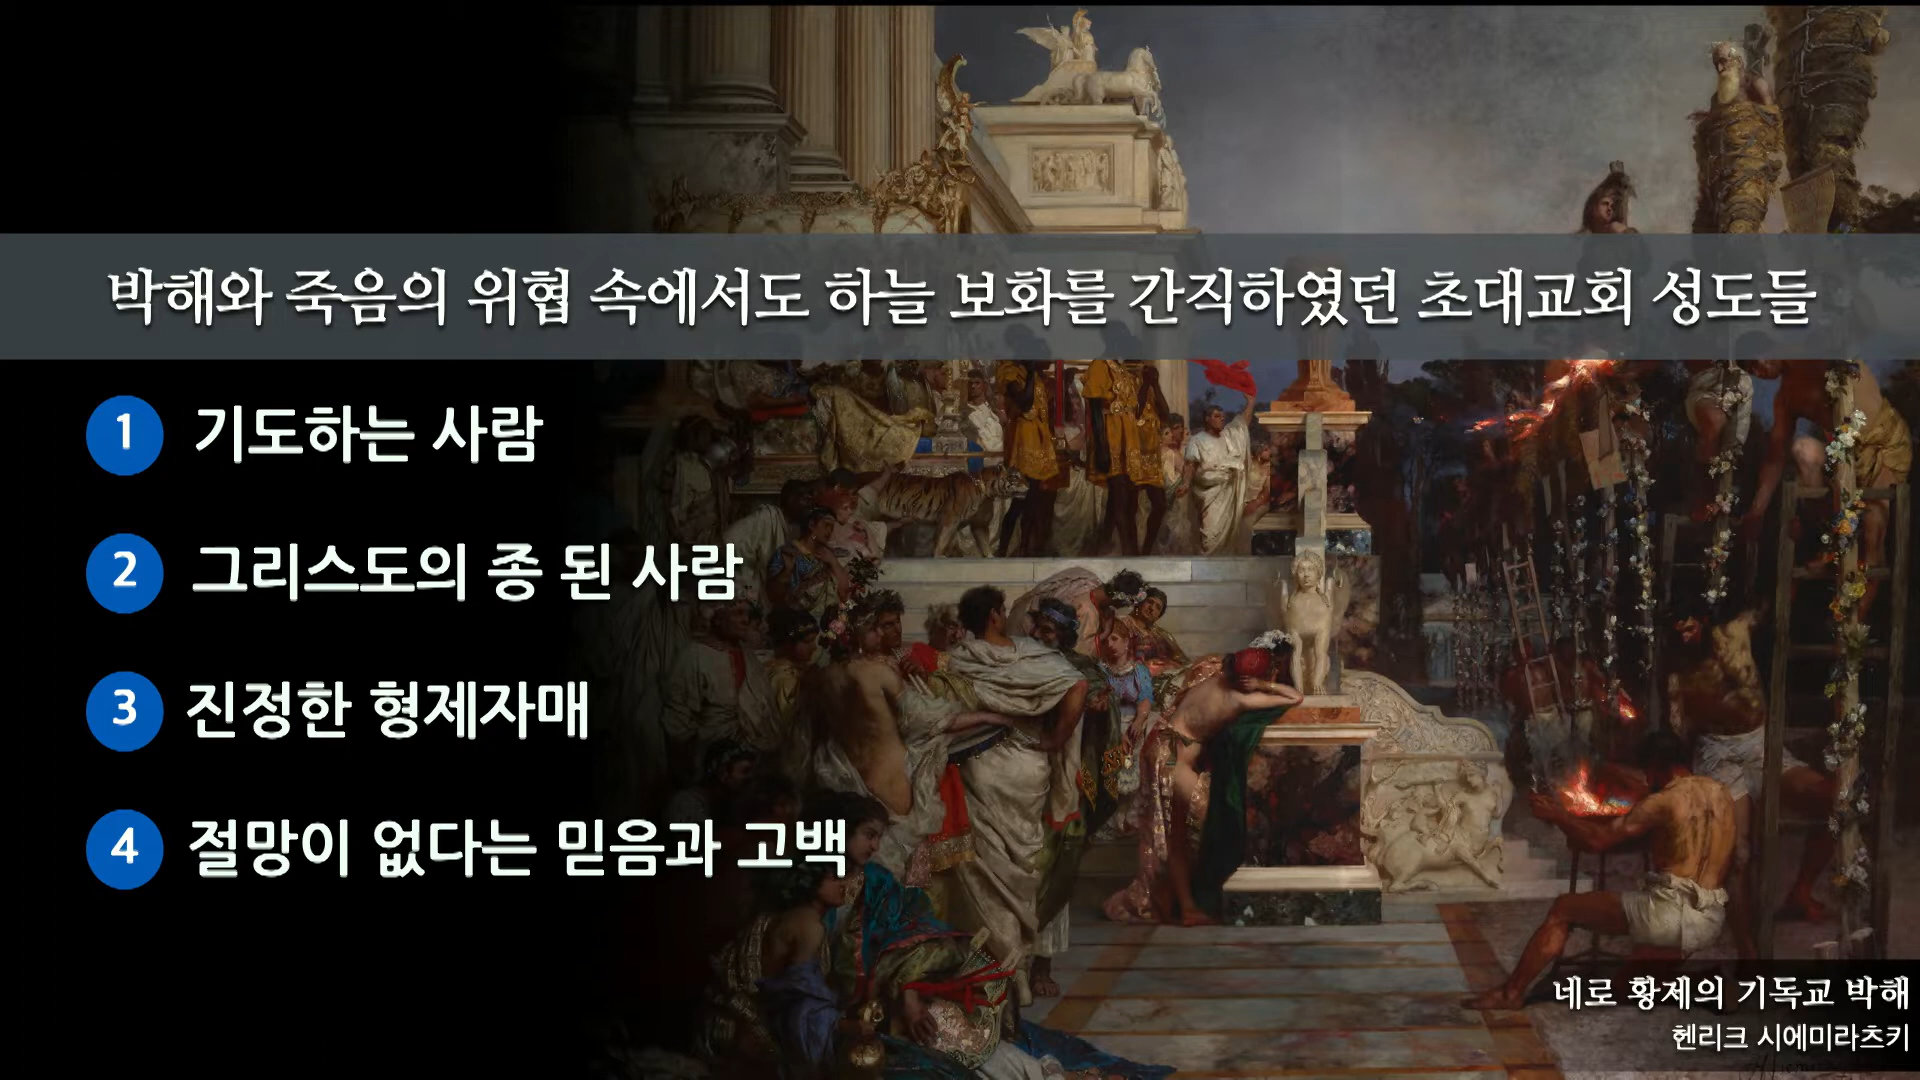 박해와 죽음의 위협 속에서도 하늘 보화를 간직하였던 초대교회 성도들
1 기도하는 사람
2 그리스도의 종 된 사람
3 진정한 형제자매
4 절망이 없다는 믿음과 고백
네로 황제의 기독교 박해
헨리크 시에미라츠키